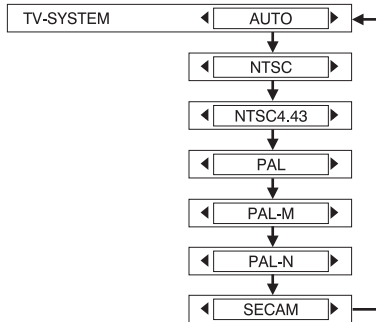 TV-SYSTEM AUTO
NTSC
NTSC4.43
PAL
PAL-M
PAL-N
SECAM